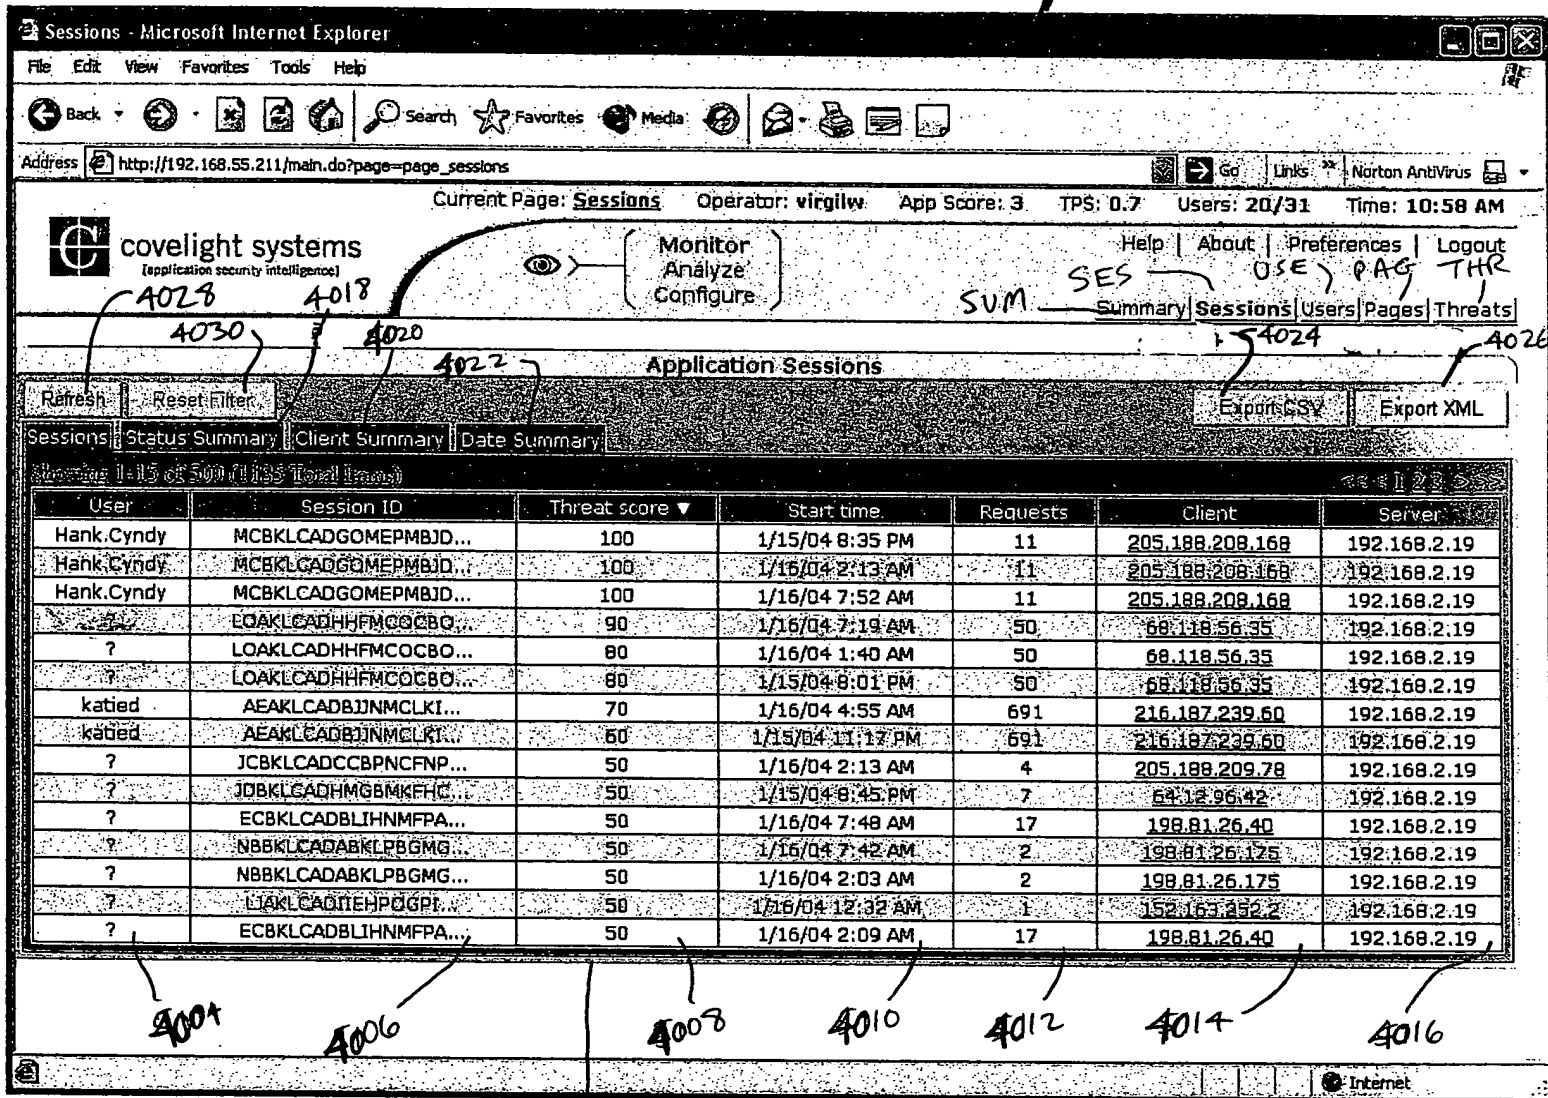 Sessions - Microsoft Internet Explorer
File Edit View Favorites Tools Help
Back Search Favorites Media
Address http://192.168.55.211/main.do?page=page_sessions Go Links » Norton AntiVirus
Current Page: Sessions Operator: virgilw App Score: 3 TPS: 0.7 Users: 20/31 Time: 10:58 AM
covelight systems
[application security intelligence]
Monitor
Analyze
Configure
Help | About | Preferences | Logout
SUM SES USE PAG THR
Summary Sessions Users Pages Threats
4028 4018
4030 4020 4024 4026
4022
Application Sessions
Refresh Reset Filter Export CSV Export XML
Sessions Status Summary Client Summary Date Summary
Showing 1-15 of 500 (1135 Total Items) << < 1 2 3 > >>
User Session ID Threat score ▼ Start time Requests Client Server
Hank.Cyndy MCBKLCADGOMEPMBJD... 100 1/15/04 8:35 PM 11 205.188.208.168 192.168.2.19
Hank.Cyndy MCBKLCADGOMEPMBJD... 100 1/16/04 2:13 AM 11 205.188.208.168 192.168.2.19
Hank.Cyndy MCBKLCADGOMEPMBJD... 100 1/16/04 7:52 AM 11 205.188.208.168 192.168.2.19
? LOAKLCADHHFMCOCBO... 90 1/16/04 7:19 AM 50 68.118.56.35 192.168.2.19
? LOAKLCADHHFMCOCBO... 80 1/16/04 1:40 AM 50 68.118.56.35 192.168.2.19
? LOAKLCADHHFMCOCBO... 80 1/15/04 8:01 PM 50 68.118.56.35 192.168.2.19
katied AEAKLCADBJJNMCLKI... 70 1/16/04 4:55 AM 691 216.187.239.60 192.168.2.19
katied AEAKLCADBJJNMCLKI... 60 1/15/04 11:17 PM 691 216.187.239.60 192.168.2.19
? JCBKLCADCCBPNCFNP... 50 1/16/04 2:13 AM 4 205.188.209.78 192.168.2.19
? JDBKLCADHMGBMKFHC... 50 1/15/04 8:45 PM 7 64.12.96.42 192.168.2.19
? ECBKLCADBLIHNMFPA... 50 1/16/04 7:48 AM 17 198.81.26.40 192.168.2.19
? NBBKLCADABKLPBGMG... 50 1/16/04 7:42 AM 2 198.81.26.175 192.168.2.19
? NBBKLCADABKLPBGMG... 50 1/16/04 2:03 AM 2 198.81.26.175 192.168.2.19
? 50 1/16/04 12:32 AM 1 152.163.252.2 192.168.2.19
? ECBKLCADBLIHNMFPA... 50 1/16/04 2:09 AM 17 198.81.26.40 192.168.2.19
4004 4006 4008 4010 4012 4014 4016
Internet